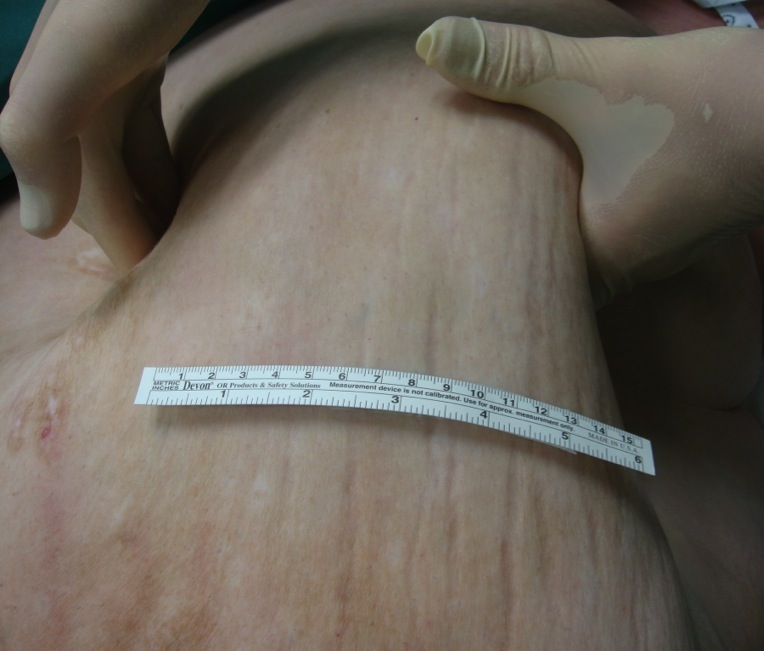 1 2 3 4 5 6 7 8 9 10 11 12 13 14 15
METRIC
INCHES Devon® OR Products & Safety Solutions Measurement device is not calibrated. Use for approx. measurement only. MADE IN U.S.A.
1 2 3 4 5 6